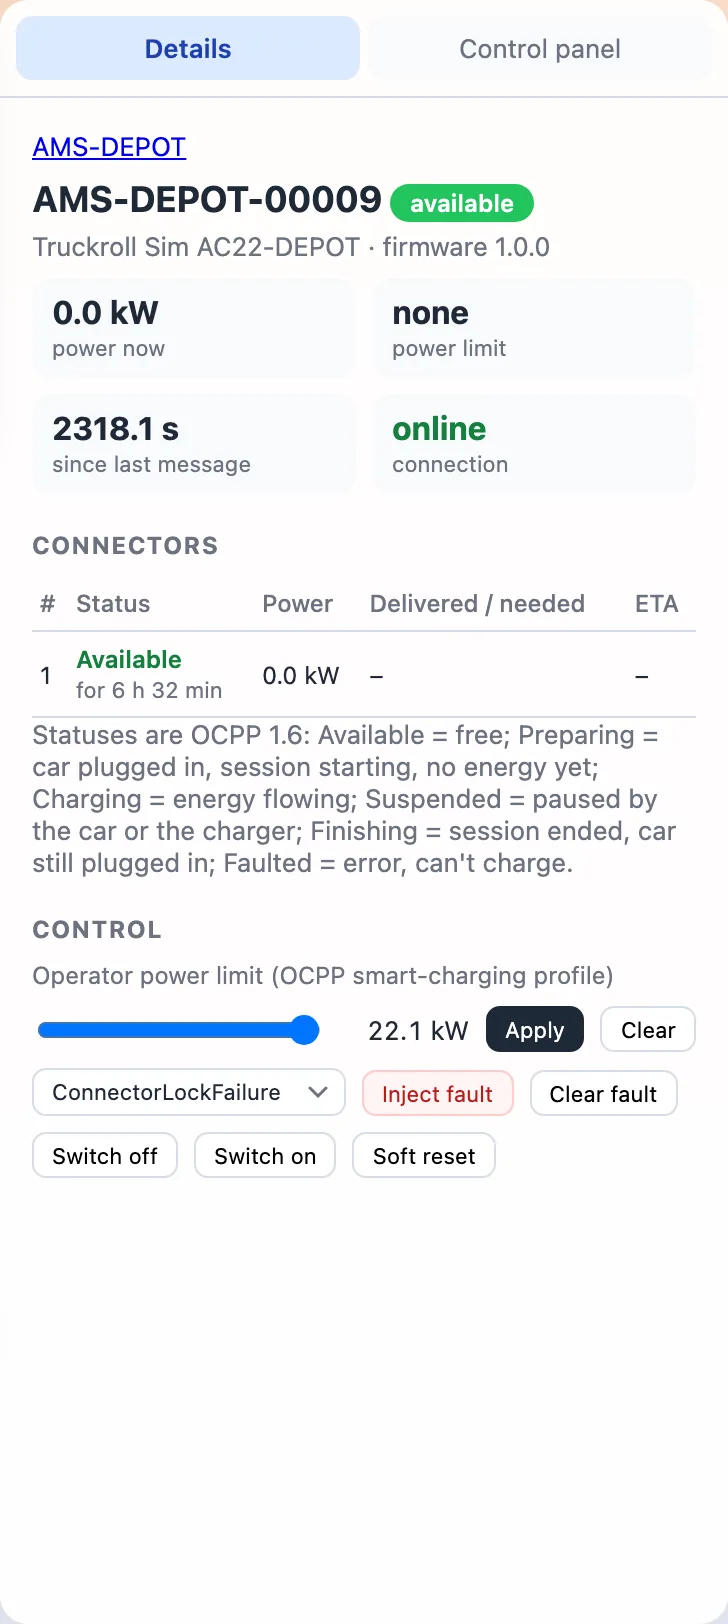 Details Control panel
AMS-DEPOT
AMS-DEPOT-00009 available
Truckroll Sim AC22-DEPOT · firmware 1.0.0
0.0 kW none
power now power limit
2318.1 s online
since last message connection
CONNECTORS
# Status Power Delivered / needed ETA
1 Available 0.0 kW – –
for 6 h 32 min
Statuses are OCPP 1.6: Available = free; Preparing =
car plugged in, session starting, no energy yet;
Charging = energy flowing; Suspended = paused by
the car or the charger; Finishing = session ended, car
still plugged in; Faulted = error, can't charge.
CONTROL
Operator power limit (OCPP smart-charging profile)
22.1 kW Apply Clear
ConnectorLockFailure Inject fault Clear fault
Switch off Switch on Soft reset